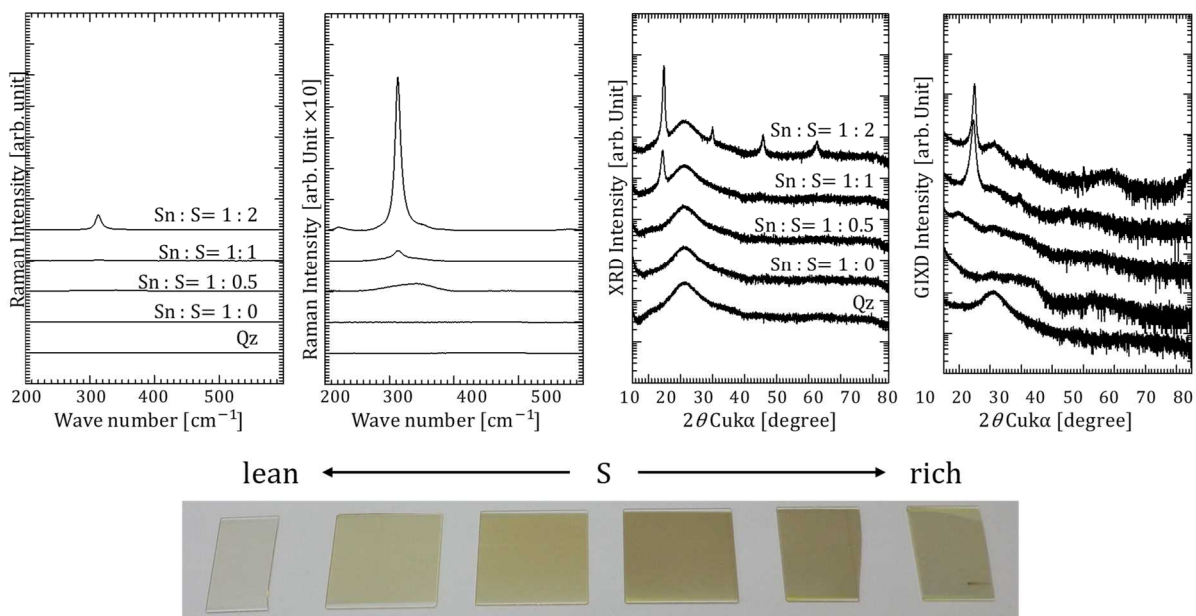 Raman Intensity [arb. unit]
Sn : S= 1 : 2
Sn : S= 1 : 1
Sn : S= 1 : 0.5
Sn : S= 1 : 0
Qz
200 300 400 500
Wave number [cm⁻¹]
Raman Intensity [arb. Unit ×10]
200 300 400 500
Wave number [cm⁻¹]
XRD Intensity [arb. Unit]
Sn : S= 1 : 2
Sn : S= 1 : 1
Sn : S= 1 : 0.5
Sn : S= 1 : 0
Qz
10 20 30 40 50 60 70 80
2θ Cukα [degree]
GIXD Intensity [arb. Unit]
20 30 40 50 60 70 80
2θ Cukα [degree]
lean S rich